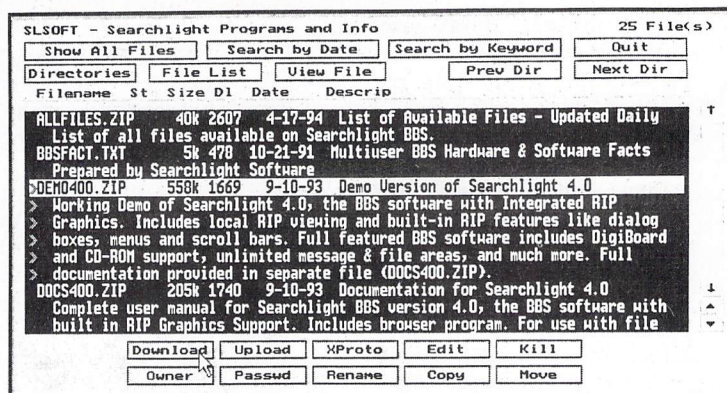 SLSOFT - Searchlight Programs and Info 25 File(s)
Show All Files Search by Date Search by Keyword Quit
Directories File List View File Prev Dir Next Dir
Filename St Size Dl Date Descrip
ALLFILES.ZIP 40k 2607 4-17-94 List of Available Files - Updated Daily
List of all files available on Searchlight BBS.
BBSFACT.TXT 5k 478 10-21-91 Multiuser BBS Hardware & Software Facts
Prepared by Searchlight Software
>DEMO400.ZIP 558k 1669 9-10-93 Demo Version of Searchlight 4.0
> Working Demo of Searchlight 4.0, the BBS software with Integrated RIP
> Graphics. Includes local RIP viewing and built-in RIP features like dialog
> boxes, menus and scroll bars. Full featured BBS software includes DigiBoard
> and CD-ROM support, unlimited message & file areas, and much more. Full
> documentation provided in separate file (DOCS400.ZIP).
DOCS400.ZIP 205k 1740 9-10-93 Documentation for Searchlight 4.0
Complete user manual for Searchlight BBS version 4.0, the BBS software with
built in RIP Graphics Support. Includes browser program. For use with file
Download Upload XProto Edit Kill
Owner Passwd Rename Copy Move